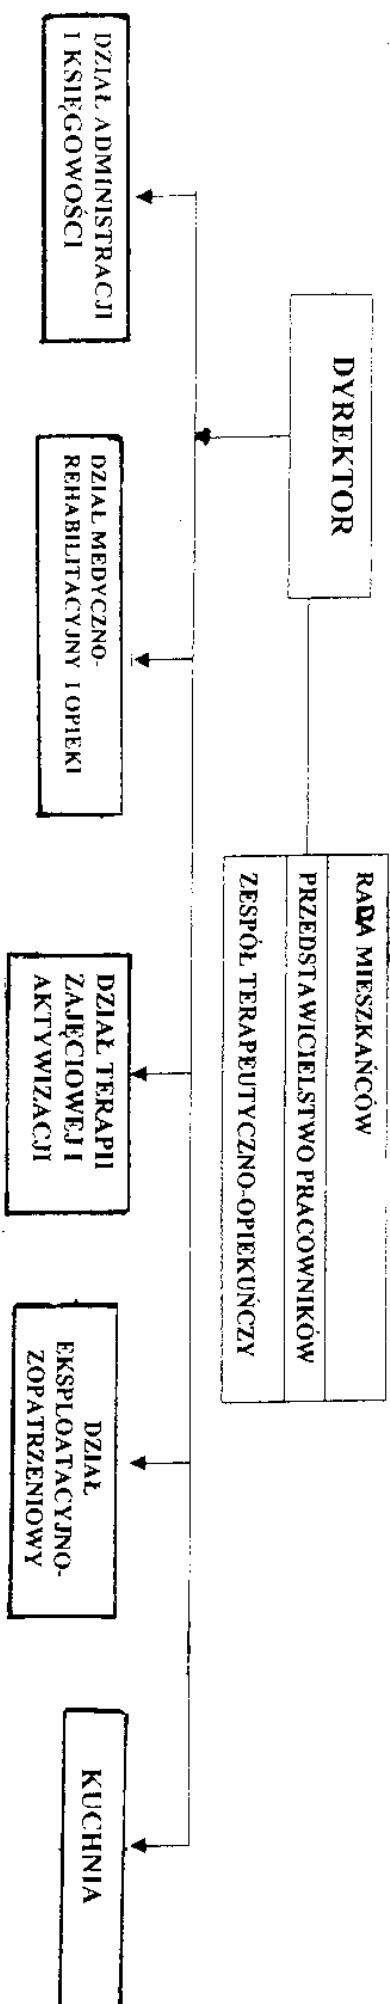 DYREKTOR
RADA MIESZKAŃCÓW
PRZEDSTAWICIELSTWO PRACOWNIKÓW
ZESPÓŁ TERAPEUTYCZNO-OPIEKUŃCZY
DZIAŁ ADMINISTRACJI
I KSIĘGOWOŚCI
DZIAŁ MEDYCZNO-
REHABILITACYJNY I OPIEKI
DZIAŁ TERAPII
ZAJĘCIOWEJ I
AKTYWIZACJI
DZIAŁ
EKSPLOATACYJNO-
ZOPATRZENIOWY
KUCHNIA